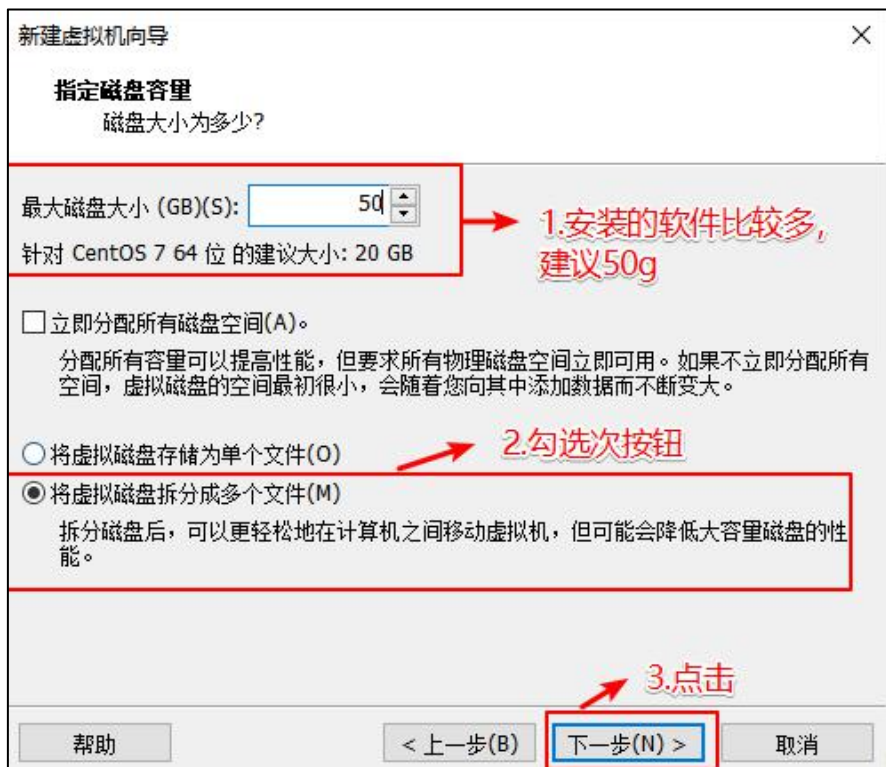 新建虚拟机向导
指定磁盘容量
磁盘大小为多少?
最大磁盘大小 (GB)(S): 50
针对 CentOS 7 64 位 的建议大小: 20 GB
1.安装的软件比较多,
建议50g
立即分配所有磁盘空间(A)。
分配所有容量可以提高性能，但要求所有物理磁盘空间立即可用。如果不立即分配所有
空间，虚拟磁盘的空间最初很小，会随着您向其中添加数据而不断变大。
将虚拟磁盘存储为单个文件(O)
2.勾选次按钮
将虚拟磁盘拆分成多个文件(M)
拆分磁盘后，可以更轻松地在计算机之间移动虚拟机，但可能会降低大容量磁盘的性
能。
3.点击
帮助
< 上一步(B)
下一步(N) >
取消